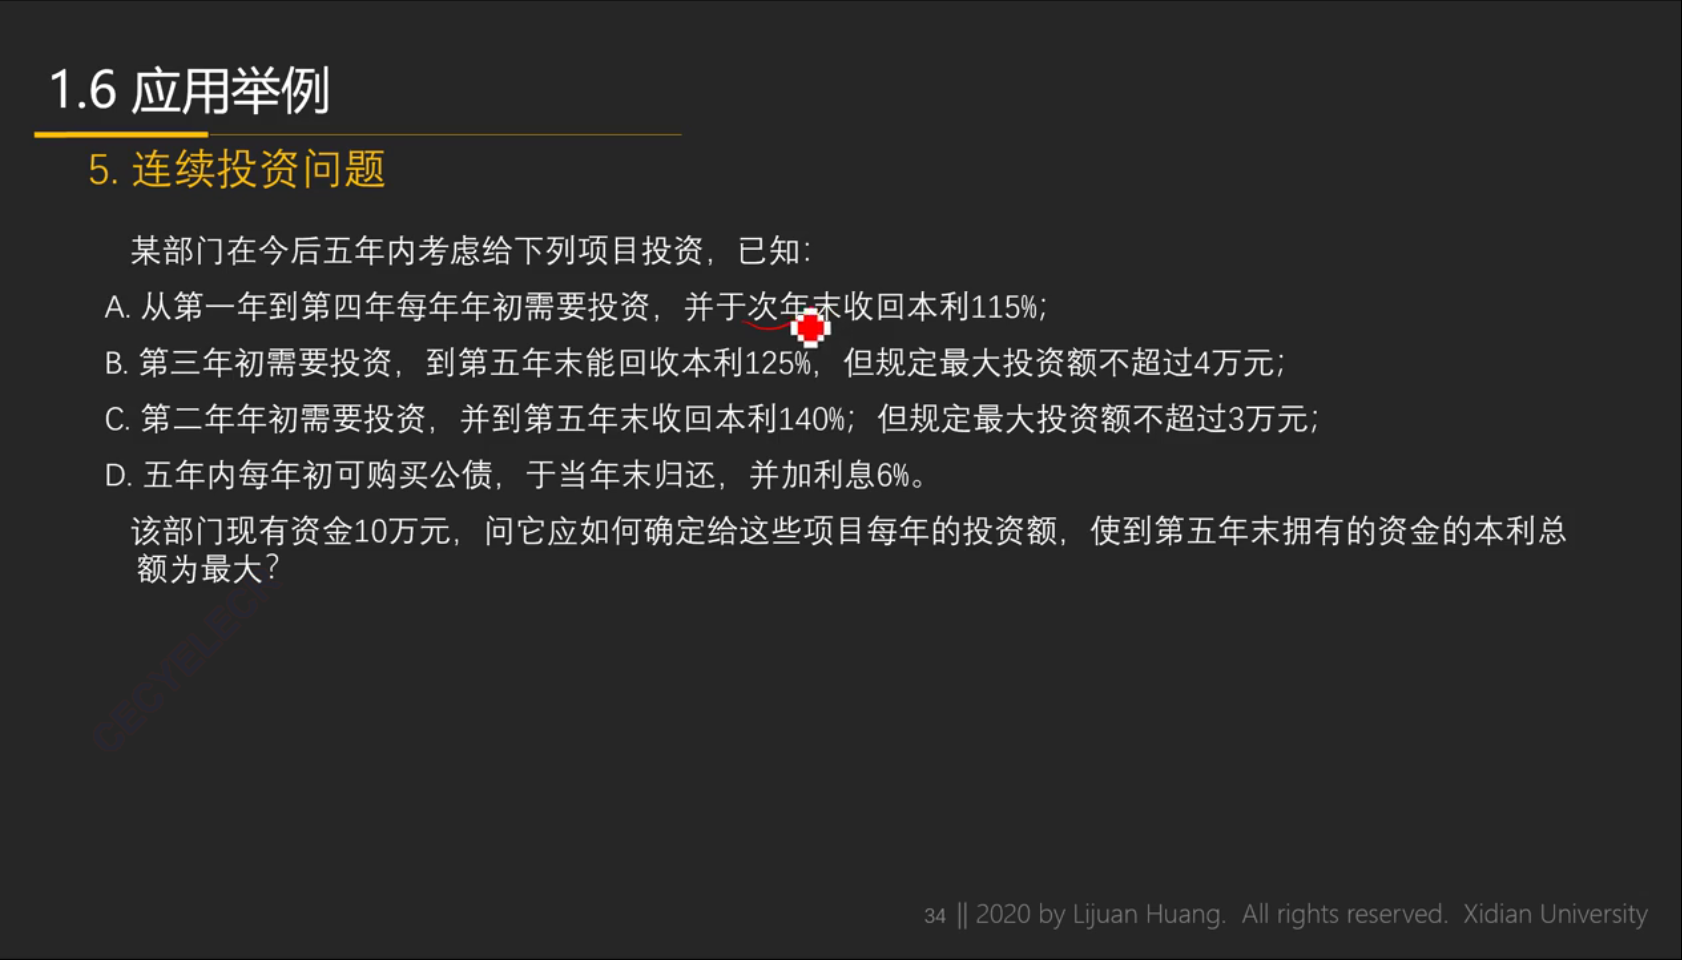 1.6 应用举例
5. 连续投资问题
某部门在今后五年内考虑给下列项目投资，已知：
A. 从第一年到第四年每年年初需要投资，并于次年末收回本利115%；
B. 第三年初需要投资，到第五年末能回收本利125%，但规定最大投资额不超过4万元；
C. 第二年年初需要投资，并到第五年末收回本利140%；但规定最大投资额不超过3万元；
D. 五年内每年初可购买公债，于当年末归还，并加利息6%。
该部门现有资金10万元，问它应如何确定给这些项目每年的投资额，使到第五年末拥有的资金的本利总
额为最大？
34 || 2020 by Lijuan Huang. All rights reserved. Xidian University